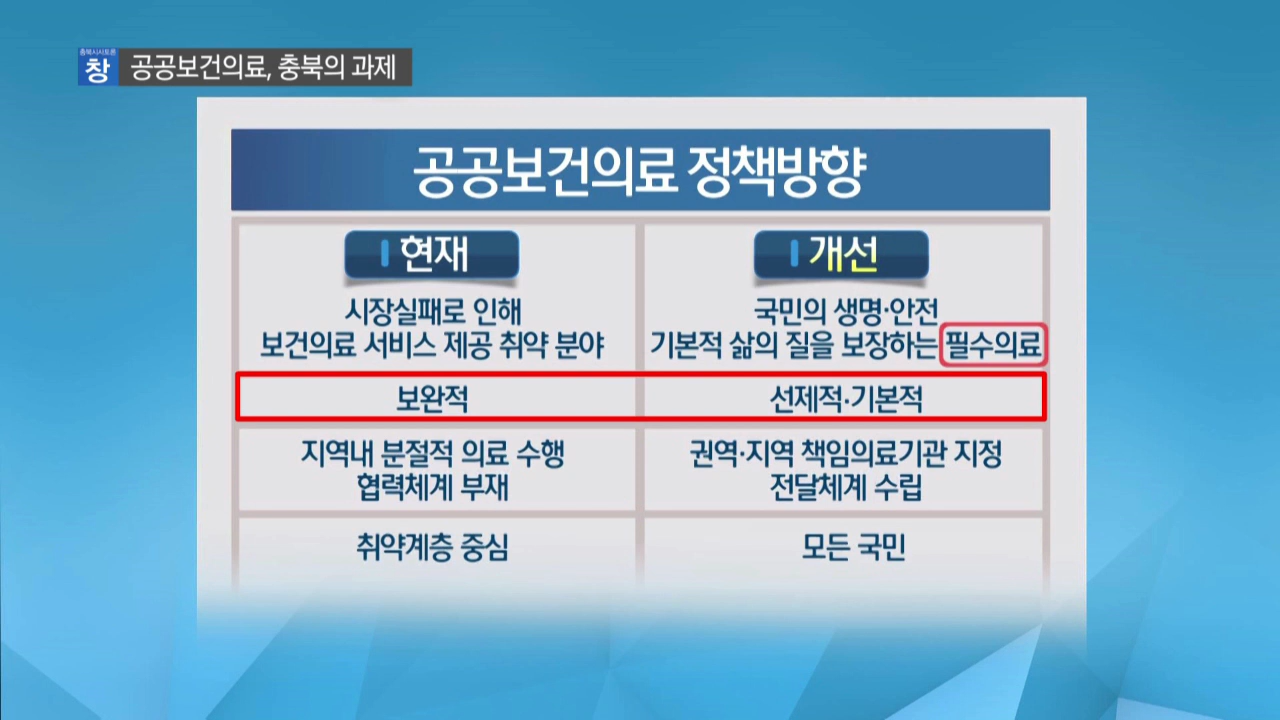 충북시사토론
창
공공보건의료, 충북의 과제
공공보건의료 정책방향
현재
개선
시장실패로 인해
보건의료 서비스 제공 취약 분야
국민의 생명·안전
기본적 삶의 질을 보장하는 필수의료
보완적
선제적·기본적
지역내 분절적 의료 수행
협력체계 부재
권역·지역 책임의료기관 지정
전달체계 수립
취약계층 중심
모든 국민